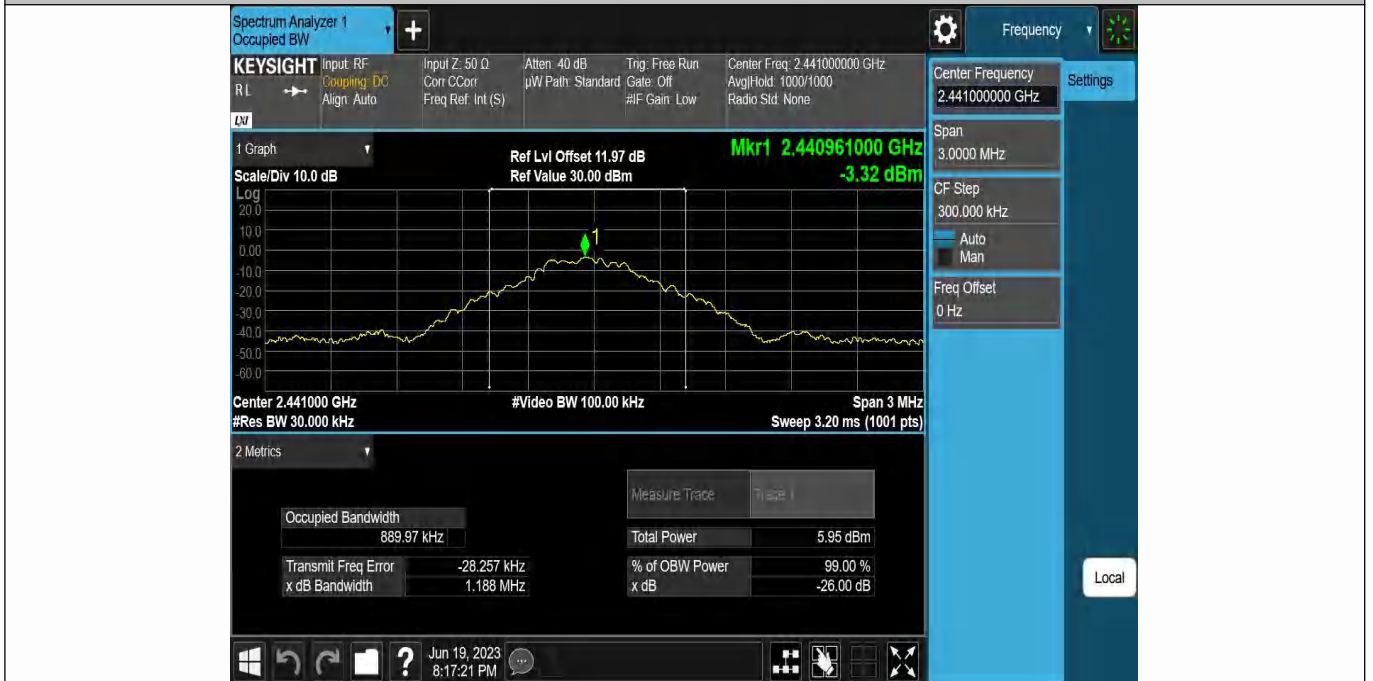 Spectrum Analyzer 1
Occupied BW
+
Frequency
KEYSIGHT
RL
LXI
Input: RF
Coupling: DC
Align: Auto
Input Z: 50 Ω
Corr CCorr
Freq Ref: Int (S)
Atten: 40 dB
µW Path: Standard
Trig: Free Run
Gate: Off
#IF Gain: Low
Center Freq: 2.441000000 GHz
Avg|Hold: 1000/1000
Radio Std: None
Center Frequency
2.441000000 GHz
Settings
Span
3.0000 MHz
CF Step
300.000 kHz
Auto
Man
Freq Offset
0 Hz
Local
1 Graph
Scale/Div 10.0 dB
Ref Lvl Offset 11.97 dB
Ref Value 30.00 dBm
Mkr1 2.440961000 GHz
-3.32 dBm
Log
20.0
10.0
0.00
-10.0
-20.0
-30.0
-40.0
-50.0
-60.0
1
Center 2.441000 GHz
#Video BW 100.00 kHz
Span 3 MHz
#Res BW 30.000 kHz
Sweep 3.20 ms (1001 pts)
2 Metrics
Measure Trace
Trace 1
Occupied Bandwidth
889.97 kHz
Total Power
5.95 dBm
Transmit Freq Error
-28.257 kHz
% of OBW Power
99.00 %
x dB Bandwidth
1.188 MHz
x dB
-26.00 dB
?
Jun 19, 2023
8:17:21 PM